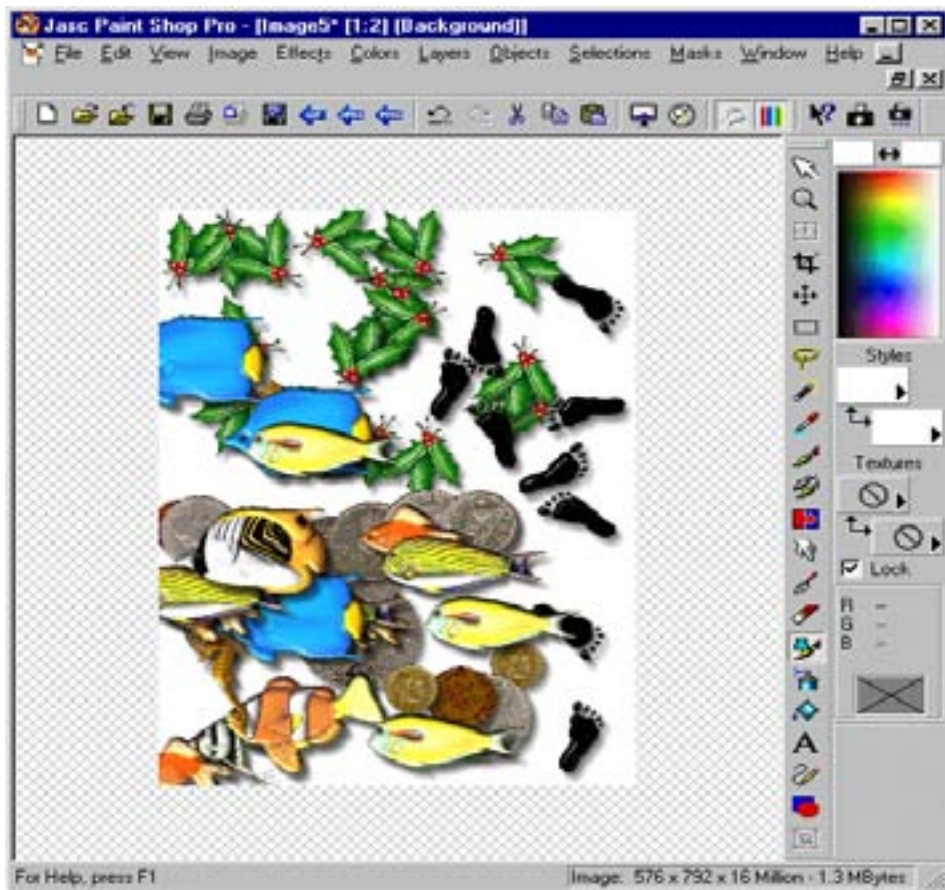 Jasc Paint Shop Pro - [Image5* [1:2] (Background)]
File Edit View Image Effects Colors Layers Objects Selections Masks Window Help
Styles
Textures
Lock
R --
G --
B --
For Help, press F1
Image: 576 x 792 x 16 Million - 1.3 MBytes